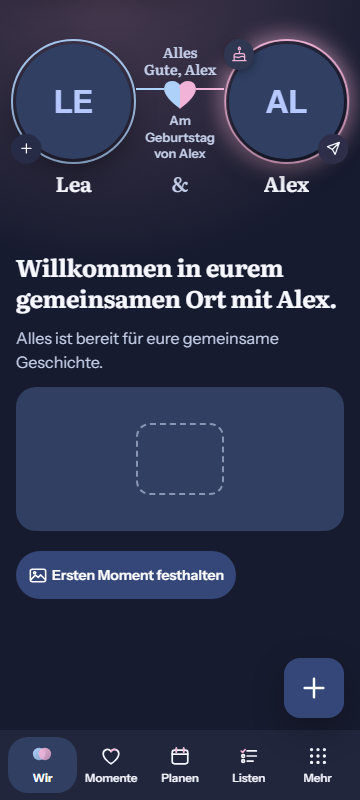 Alles
Gute, Alex
LE
AL
Am
Geburtstag
von Alex
Lea
&
Alex
Willkommen in eurem
gemeinsamen Ort mit Alex.
Alles ist bereit für eure gemeinsame
Geschichte.
Ersten Moment festhalten
Wir
Momente
Planen
Listen
Mehr